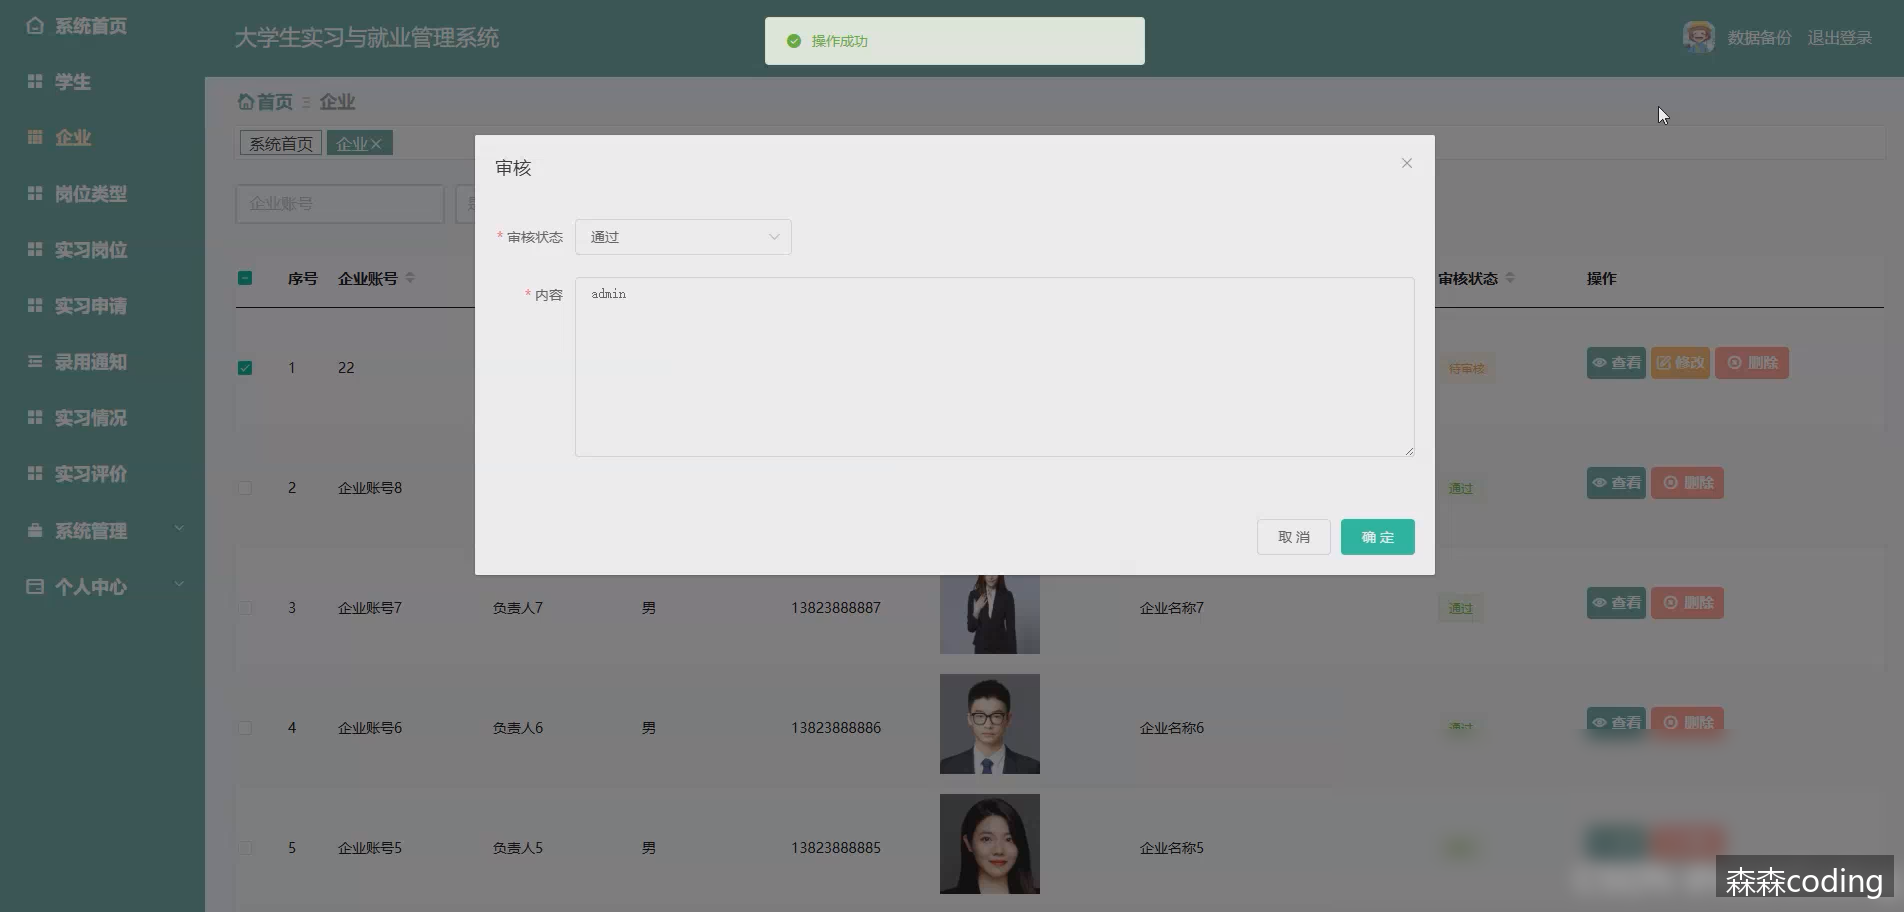 系统首页
大学生实习与就业管理系统
操作成功
数据备份 退出登录
学生
企业
岗位类型
实习岗位
实习申请
录用通知
实习情况
实习评价
系统管理
个人中心
首页 企业
系统首页 企业
企业账号
审核
*审核状态 通过
*内容 admin
取消 确定
序号 企业账号 审核状态 操作
1 22 待审核 查看 修改 删除
2 企业账号8 通过 查看 删除
3 企业账号7 负责人7 男 13823888887 企业名称7 通过 查看 删除
4 企业账号6 负责人6 男 13823888886 企业名称6 通过 查看 删除
5 企业账号5 负责人5 男 13823888885 企业名称5
森森coding